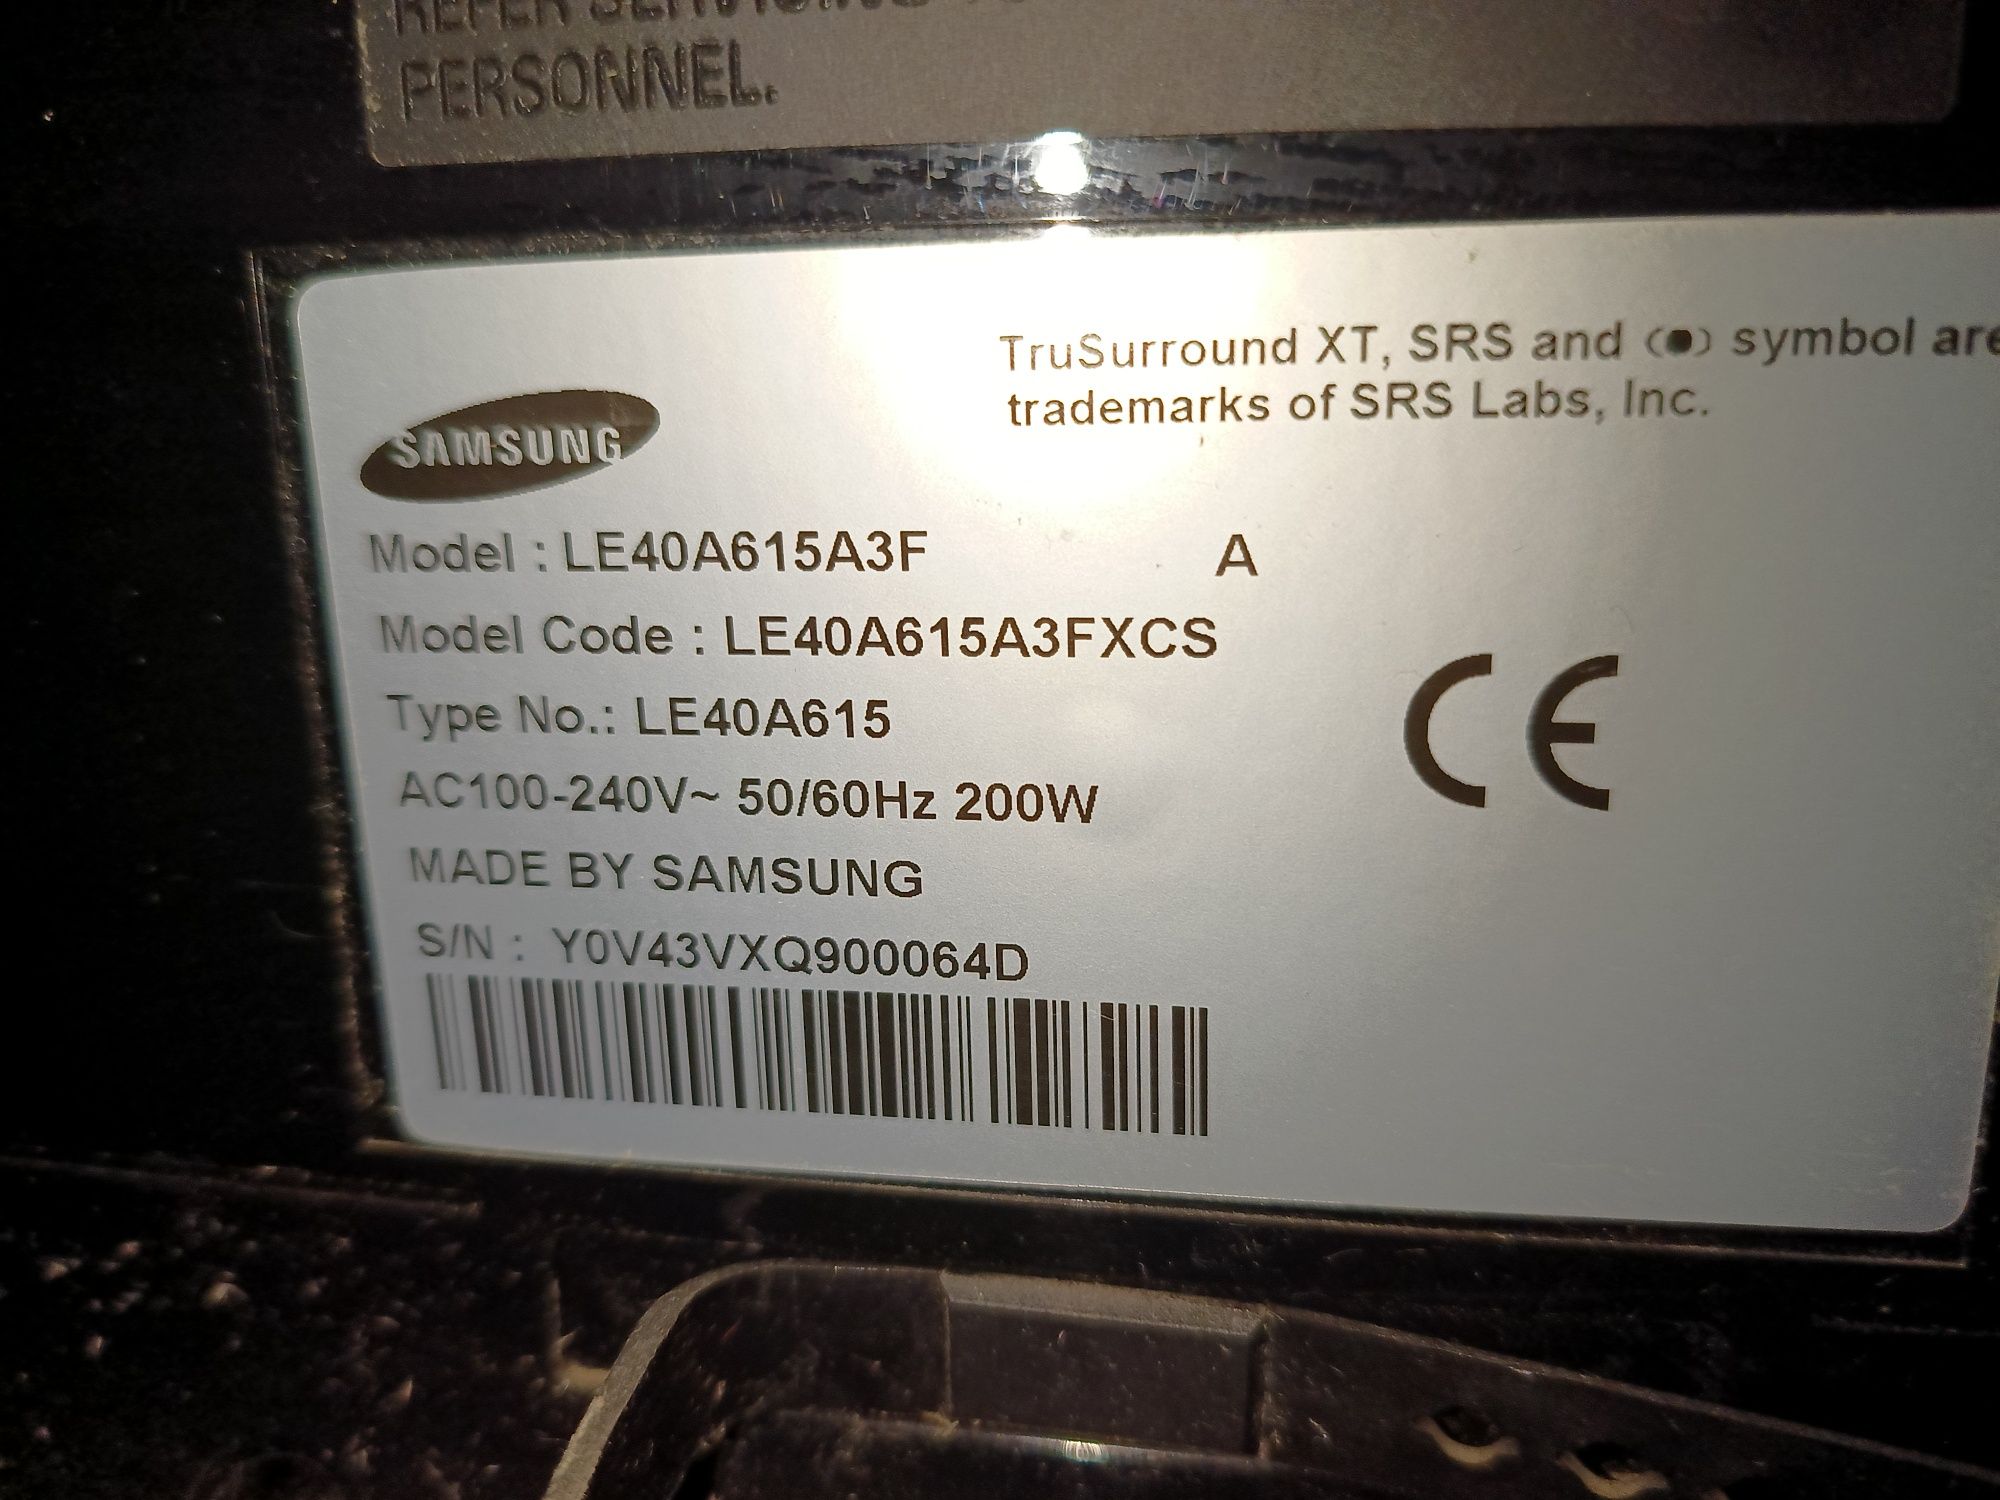 PERSONNEL.
TruSurround XT, SRS and (●) symbol are
trademarks of SRS Labs, Inc.
SAMSUNG
Model : LE40A615A3F A
Model Code : LE40A615A3FXCS
Type No.: LE40A615
AC100-240V~ 50/60Hz 200W
MADE BY SAMSUNG
S/N : Y0V43VXQ900064D
CE